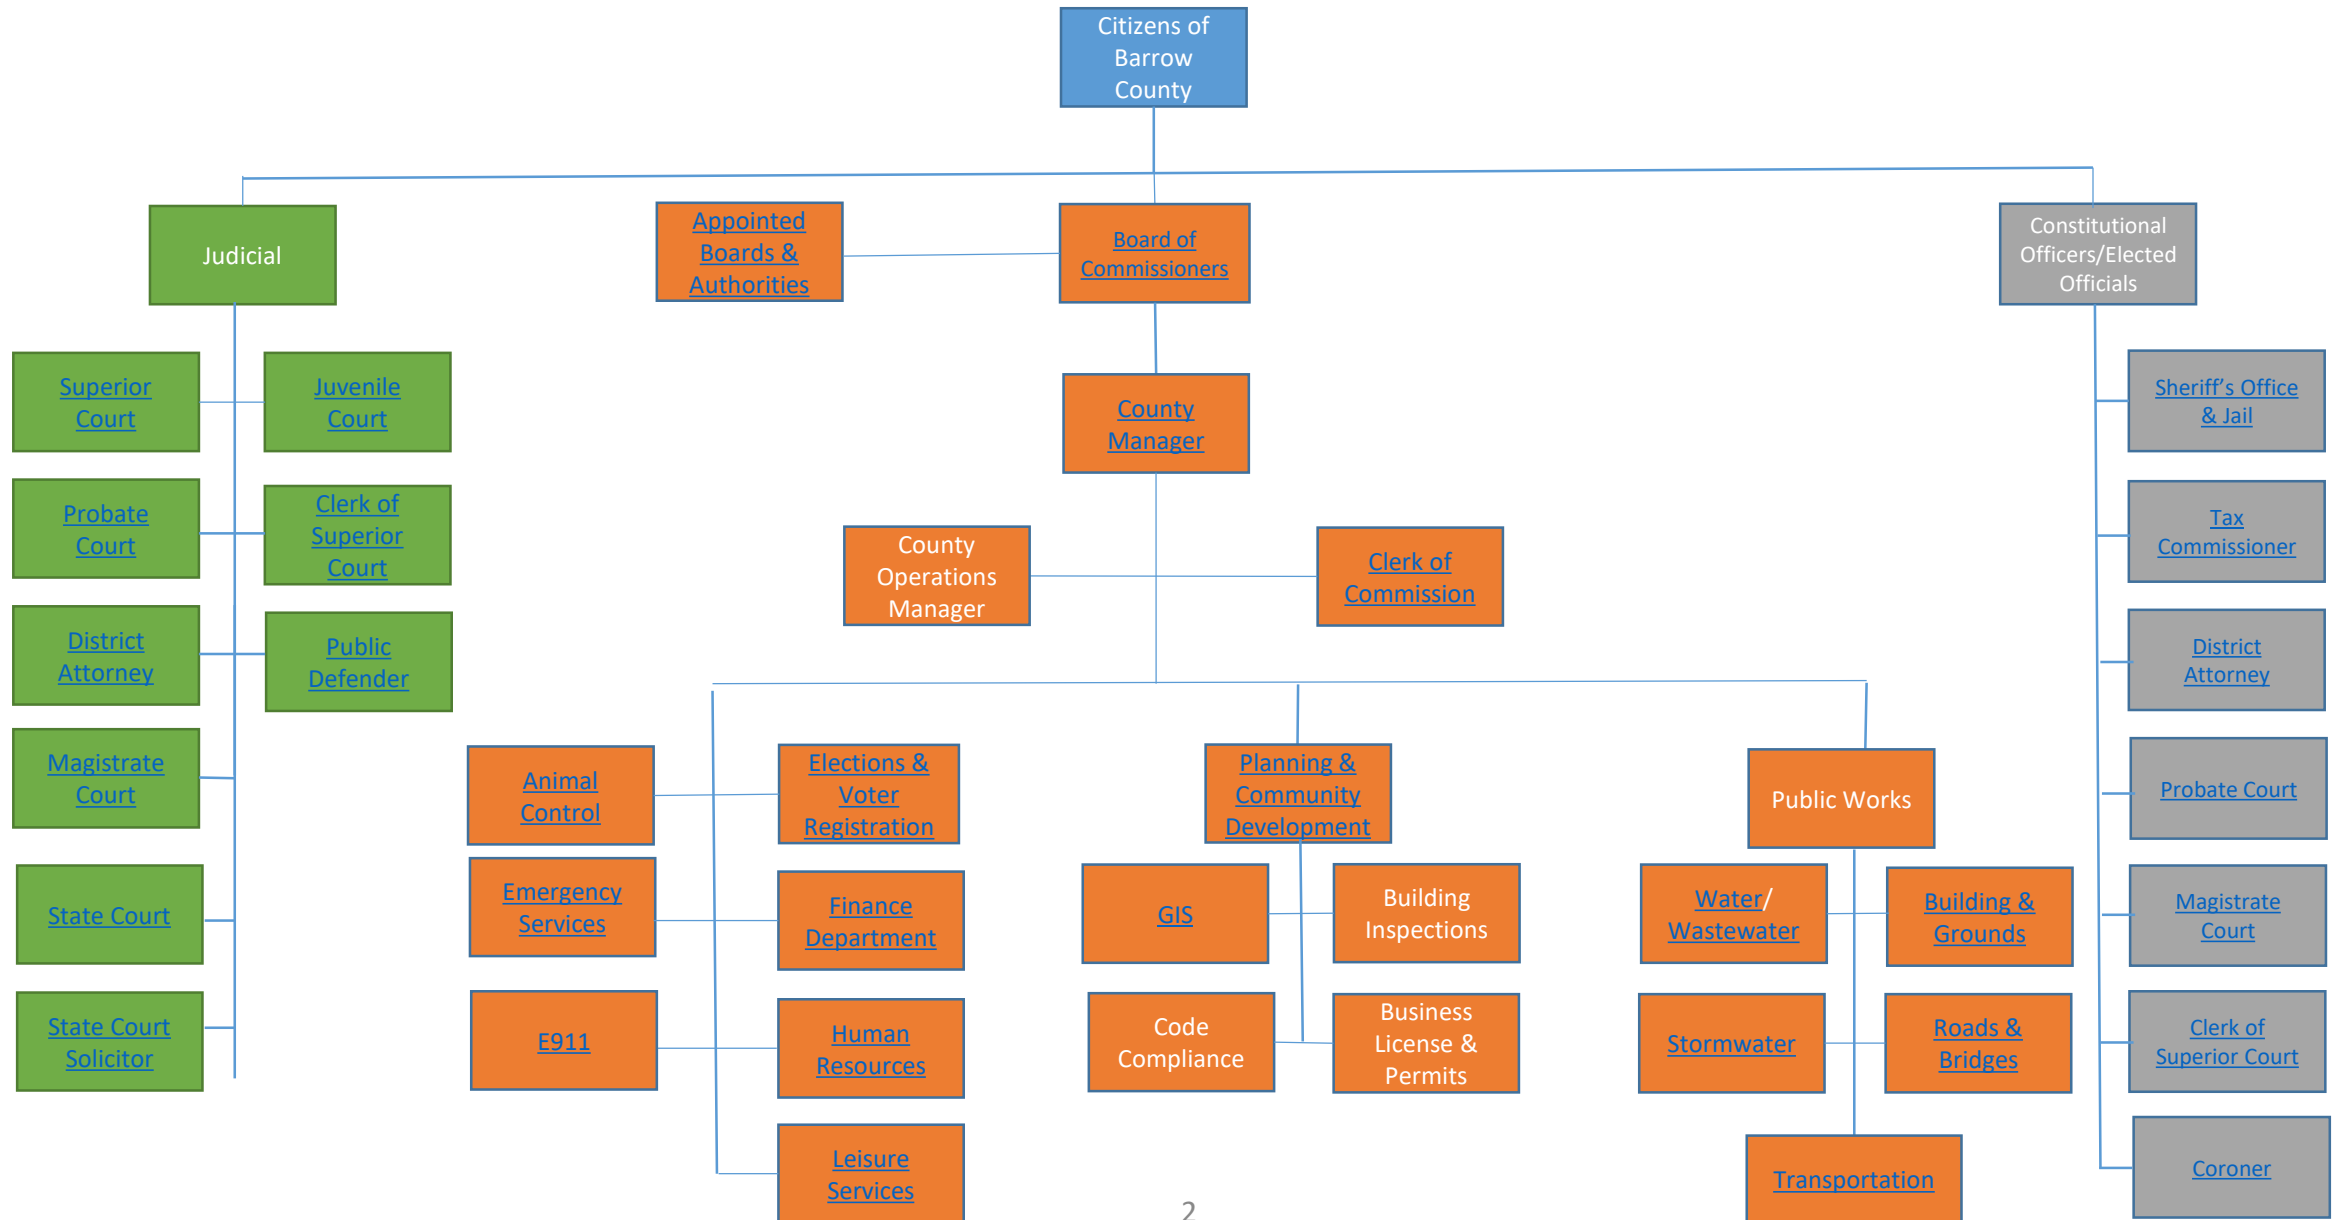 Citizens of
Barrow
County
Judicial
Appointed
Boards &
Authorities
Board of
Commissioners
Constitutional
Officers/Elected
Officials
Superior
Court
Juvenile
Court
County
Manager
Sheriff’s Office
& Jail
Probate
Court
Clerk of
Superior
Court
County
Operations
Manager
Clerk of
Commission
Tax
Commissioner
District
Attorney
Public
Defender
District
Attorney
Magistrate
Court
Animal
Control
Elections &
Voter
Registration
Planning &
Community
Development
Public Works
Probate Court
State Court
Emergency
Services
Finance
Department
GIS
Building
Inspections
Water/
Wastewater
Building &
Grounds
Magistrate
Court
State Court
Solicitor
E911
Human
Resources
Code
Compliance
Business
License &
Permits
Stormwater
Roads &
Bridges
Clerk of
Superior Court
Leisure
Services
Transportation
Coroner
2